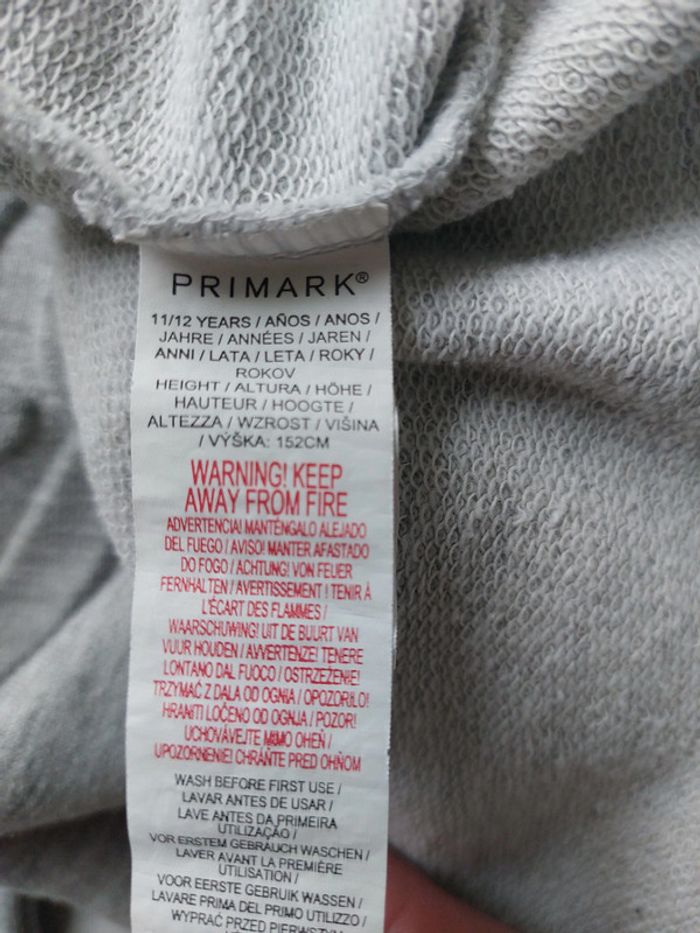 PRIMARK®
11/12 YEARS / AÑOS / ANOS /
JAHRE / ANNÉES / JAREN /
ANNI / LATA / LETA / ROKY /
ROKOV
HEIGHT / ALTURA / HÖHE /
HAUTEUR / HOOGTE /
ALTEZZA / WZROST / VIŠINA
/ VÝŠKA: 152CM
WARNING! KEEP
AWAY FROM FIRE
ADVERTENCIA! MANTÉNGALO ALEJADO
DEL FUEGO / AVISO! MANTER AFASTADO
DO FOGO / ACHTUNG! VON FEUER
FERNHALTEN / AVERTISSEMENT ! TENIR À
L'ÉCART DES FLAMMES /
WAARSCHUWING! UIT DE BUURT VAN
VUUR HOUDEN / AVVERTENZE! TENERE
LONTANO DAL FUOCO / OSTRZEŻENIE!
TRZYMAĆ Z DALA OD OGNIA / OPOZORILO!
HRANITI LOČENO OD OGNJA / POZOR!
UCHOVÁVEJTE MIMO OHEŇ /
UPOZORNENIE! CHRÁŇTE PRED OHŇOM
WASH BEFORE FIRST USE /
LAVAR ANTES DE USAR /
LAVE ANTES DA PRIMEIRA
UTILIZAÇÃO /
VOR ERSTEM GEBRAUCH WASCHEN /
LAVER AVANT LA PREMIÈRE
UTILISATION /
VOOR EERSTE GEBRUIK WASSEN /
LAVARE PRIMA DEL PRIMO UTILIZZO /
WYPRAĆ PRZED PIERWSZYM